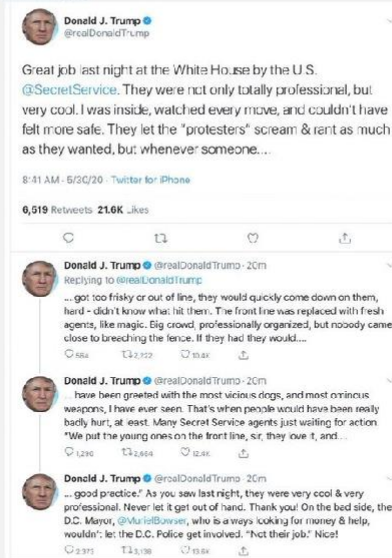 Donald J. Trump
@realDonaldTrump
Great job last night at the White House by the U.S.
@SecretService. They were not only totally professional, but
very cool. I was inside, watched every move, and couldn't have
felt more safe. They let the "protesters" scream & rant as much
as they wanted, but whenever someone....
8:41 AM - 5/30/20 - Twitter for iPhone
6,519 Retweets 21.6K Likes
Donald J. Trump @realDonaldTrump · 20m
Replying to @realDonaldTrump
...got too frisky or out of line, they would quickly come down on them,
hard - didn't know what hit them. The front line was replaced with fresh
agents, like magic. Big crowd, professionally organized, but nobody came
close to breaching the fence. If they had they would....
564 10.4K
Donald J. Trump @realDonaldTrump · 20m
...have been greeted with the most vicious dogs, and most ominous
weapons, I have ever seen. That's when people would have been really
badly hurt, at least. Many Secret Service agents just waiting for action
"We put the young ones on the front line, sir, they love it, and...
2,664
Donald J. Trump @realDonaldTrump · 20m
...good practice." As you saw last night, they were very cool & very
professional. Never let it get out of hand. Thank you! On the bad side, the
D.C. Mayor, @MurielBowser, who is always looking for money & help,
wouldn't let the D.C. Police get involved. "Not their job." Nice!